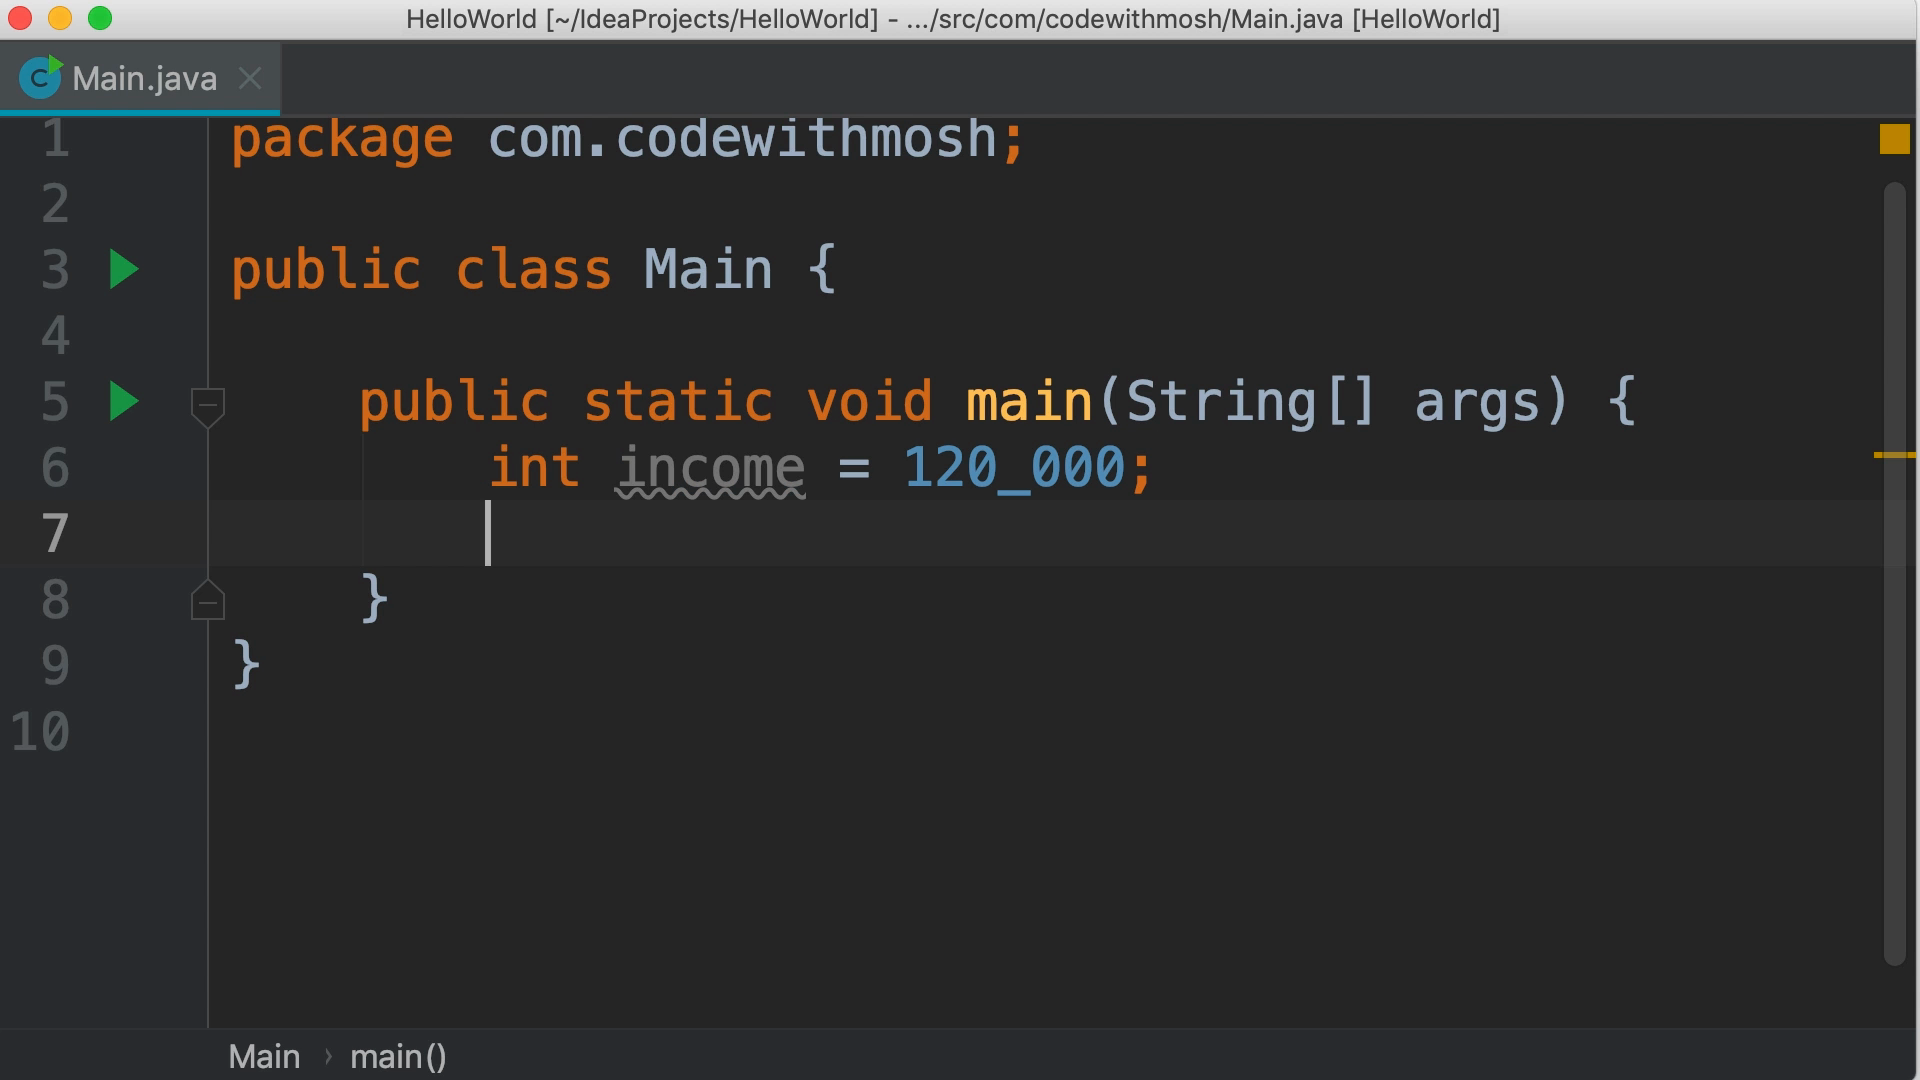 HelloWorld [~/IdeaProjects/HelloWorld] - .../src/com/codewithmosh/Main.java [HelloWorld]
C Main.java
1 package com.codewithmosh;
2
3 public class Main {
4
5     public static void main(String[] args) {
6         int income = 120_000;
7
8     }
9 }
10
Main › main()